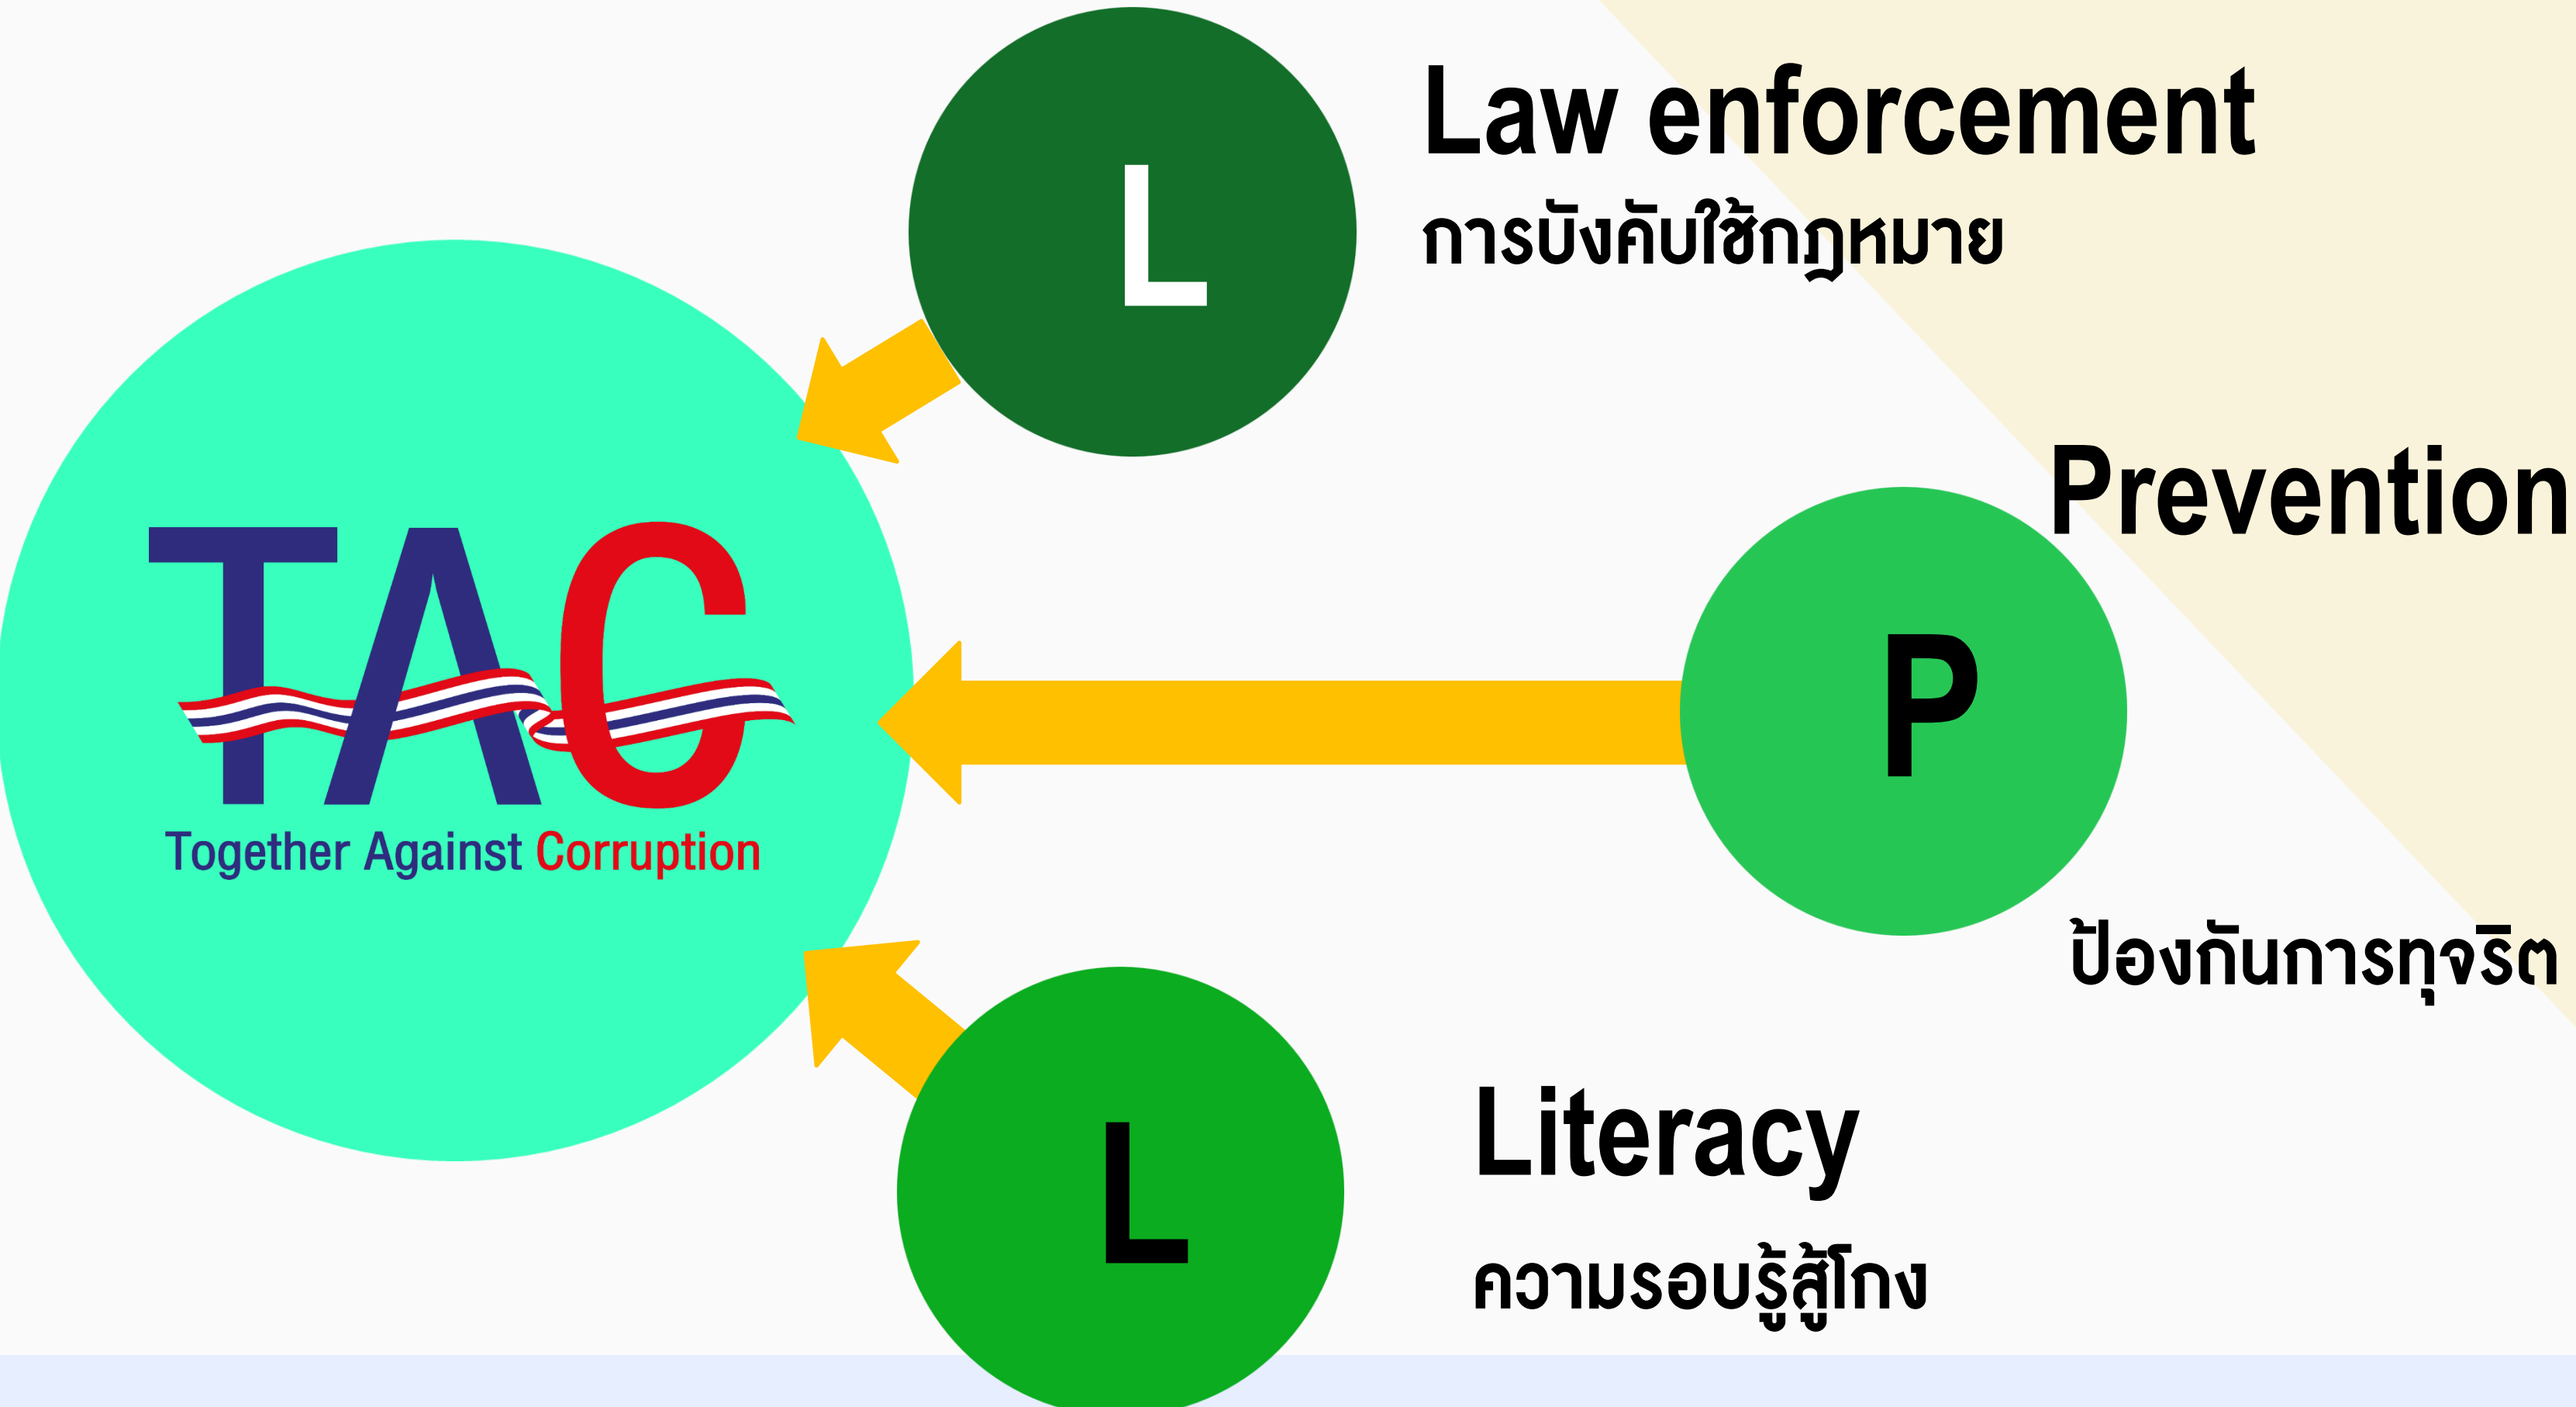 L
Law enforcement
การบังคับใช้กฎหมาย
TAC
Together Against Corruption
P
Prevention
ป้องกันการทุจริต
L
Literacy
ความรอบรู้สู้โกง